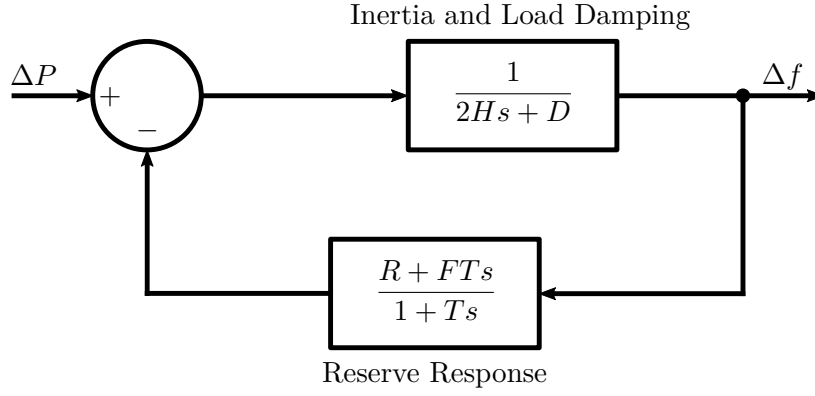 Inertia and Load Damping
ΔP
+
−
1
2Hs + D
Δf
R + FTs
1 + Ts
Reserve Response